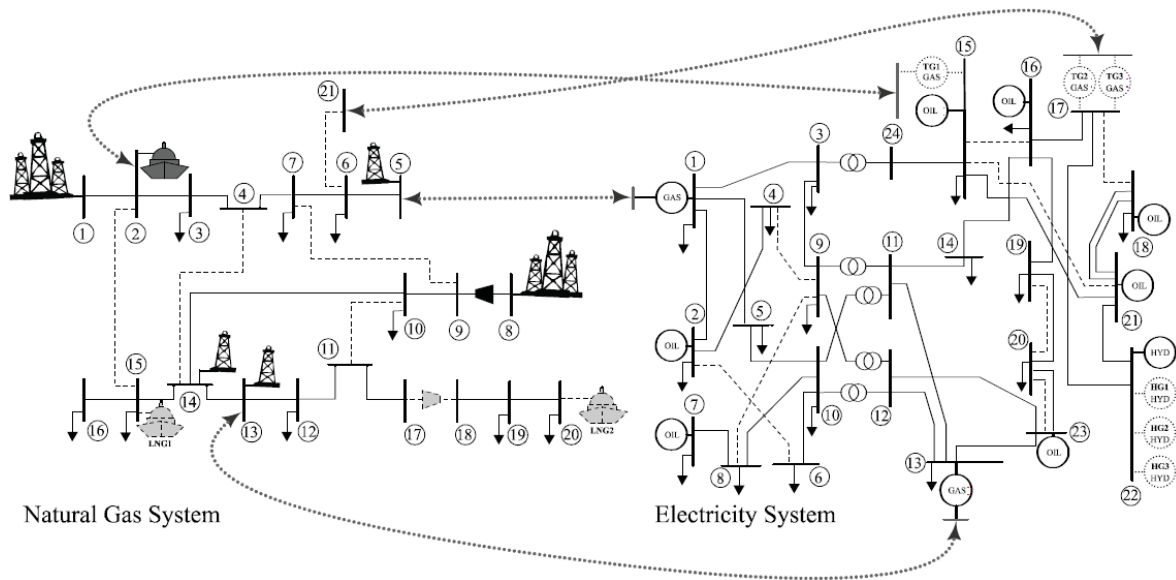 21
1
2
3
4
7
6
5
10
9
8
11
15
14
16
LNG1
13
12
17
18
19
20
LNG2
Natural Gas System
15
TG1
GAS
OIL
16
OIL
TG2
GAS
TG3
GAS
17
3
24
1
GAS
4
18
OIL
9
11
14
19
OIL
21
2
OIL
5
20
HYD
7
OIL
10
12
23
OIL
HG1
HYD
HG2
HYD
HG3
HYD
8
6
13
GAS
22
Electricity System